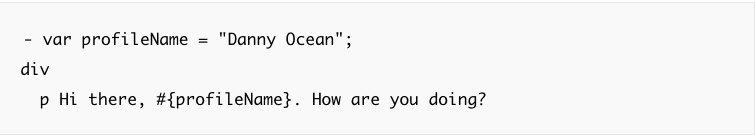 - var profileName = "Danny Ocean";
div
  p Hi there, #{profileName}. How are you doing?